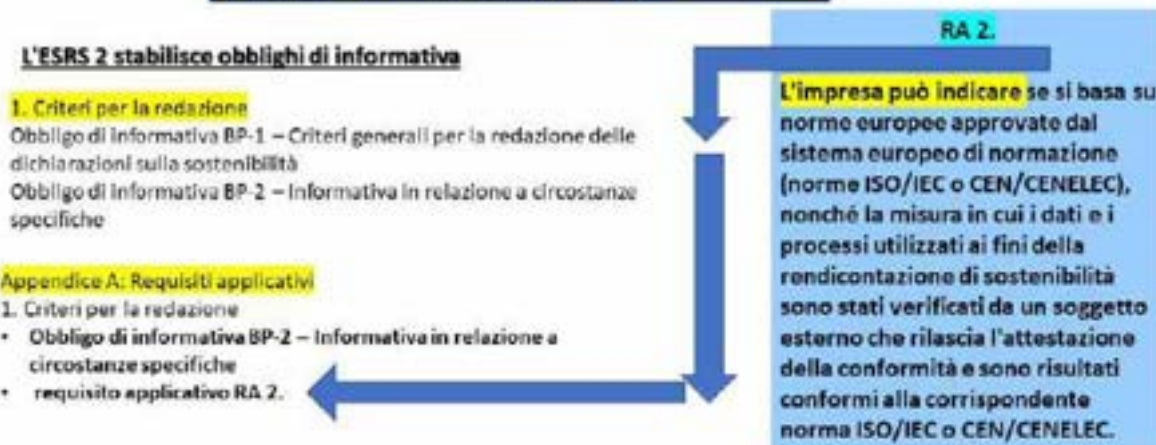 L'ESRS 2 stabilisce obblighi di informativa
1. Criteri per la redazione
Obbligo di informativa BP-1 – Criteri generali per la redazione delle
dichiarazioni sulla sostenibilità
Obbligo di informativa BP-2 – Informativa in relazione a circostanze
specifiche
Appendice A: Requisiti applicativi
1. Criteri per la redazione
• Obbligo di informativa BP-2 – Informativa in relazione a
circostanze specifiche
• requisito applicativo RA 2.
RA 2.
L'impresa può indicare se si basa su
norme europee approvate dal
sistema europeo di normazione
(norme ISO/IEC o CEN/CENELEC),
nonché la misura in cui i dati e i
processi utilizzati ai fini della
rendicontazione di sostenibilità
sono stati verificati da un soggetto
esterno che rilascia l'attestazione
della conformità e sono risultati
conformi alla corrispondente
norma ISO/IEC o CEN/CENELEC.